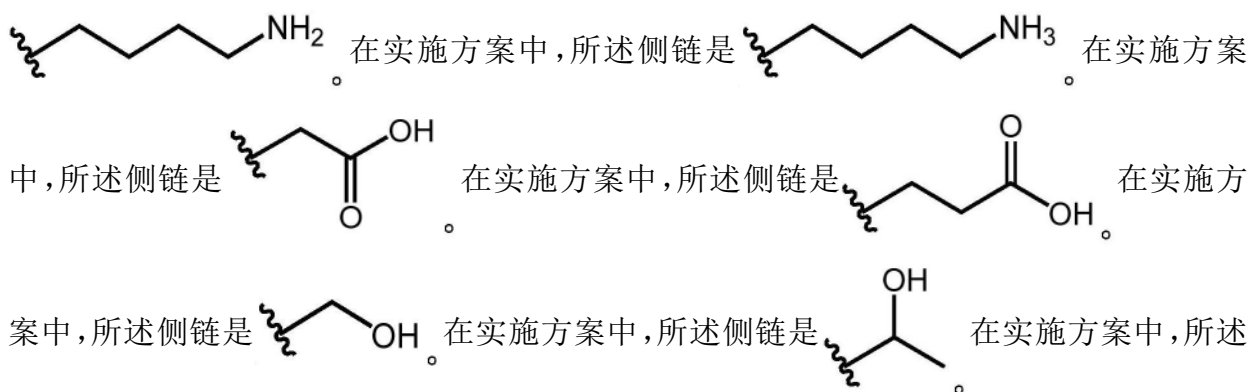 NH2。在实施方案中,所述侧链是 NH3。在实施方案
中,所述侧链是 OH O 。在实施方案中,所述侧链是 O OH。在实施方
案中,所述侧链是 OH。在实施方案中,所述侧链是 OH 。在实施方案中,所述